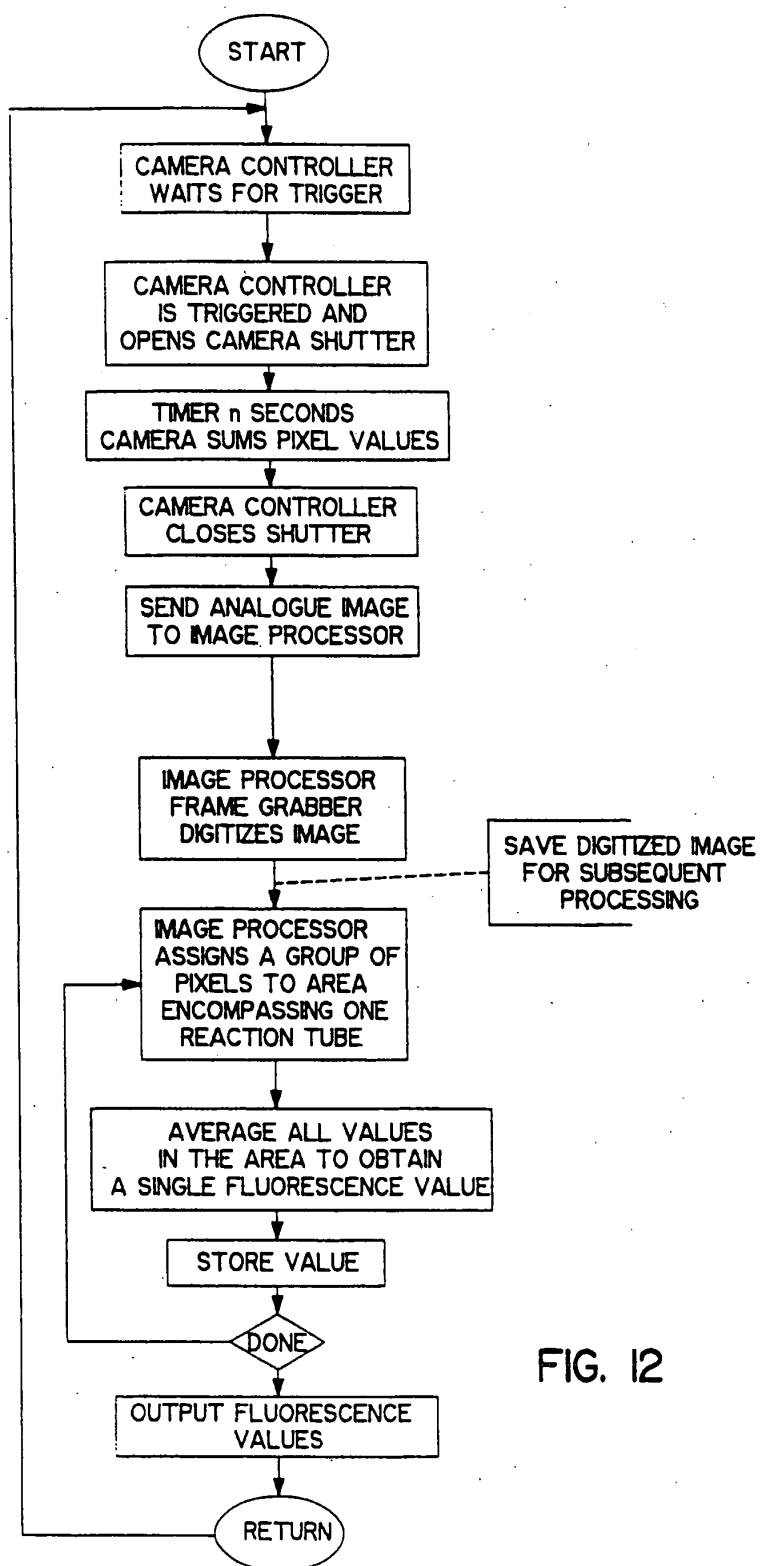 START
CAMERA CONTROLLER
WAITS FOR TRIGGER
CAMERA CONTROLLER
IS TRIGGERED AND
OPENS CAMERA SHUTTER
TIMER n SECONDS
CAMERA SUMS PIXEL VALUES
CAMERA CONTROLLER
CLOSES SHUTTER
SEND ANALOGUE IMAGE
TO IMAGE PROCESSOR
IMAGE PROCESSOR
FRAME GRABBER
DIGITIZES IMAGE
SAVE DIGITIZED IMAGE
FOR SUBSEQUENT
PROCESSING
IMAGE PROCESSOR
ASSIGNS A GROUP OF
PIXELS TO AREA
ENCOMPASSING ONE
REACTION TUBE
AVERAGE ALL VALUES
IN THE AREA TO OBTAIN
A SINGLE FLUORESCENCE VALUE
STORE VALUE
DONE
OUTPUT FLUORESCENCE
VALUES
RETURN
FIG. 12